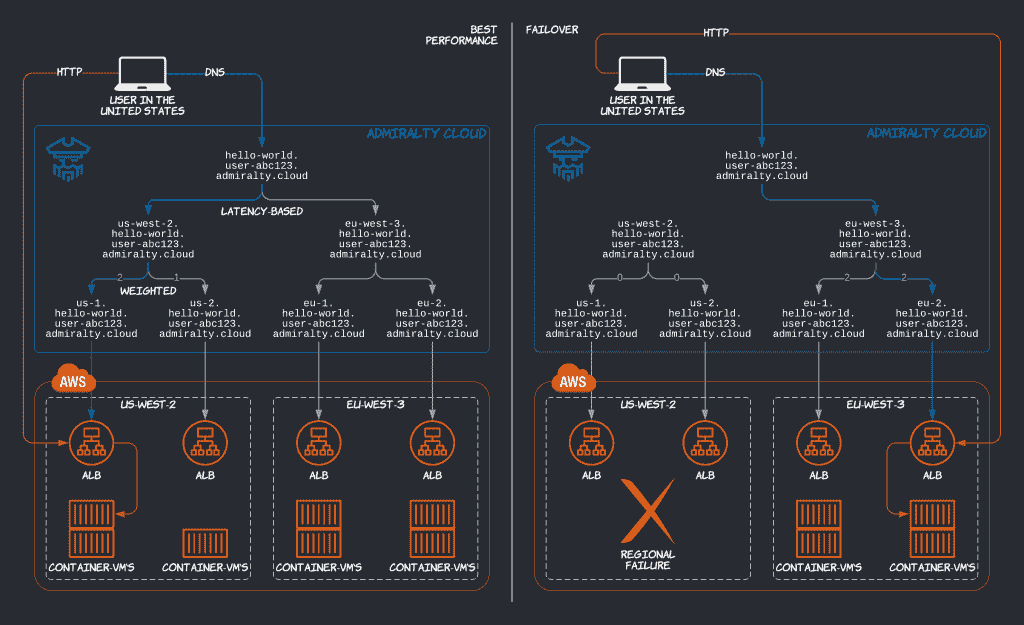 BEST
PERFORMANCE
HTTP
DNS
USER IN THE
UNITED STATES
ADMIRALTY CLOUD
hello-world.
user-abc123.
admiralty.cloud
LATENCY-BASED
us-west-2.
hello-world.
user-abc123.
admiralty.cloud
eu-west-3.
hello-world.
user-abc123.
admiralty.cloud
2
1
WEIGHTED
us-1.
hello-world.
user-abc123.
admiralty.cloud
us-2.
hello-world.
user-abc123.
admiralty.cloud
eu-1.
hello-world.
user-abc123.
admiralty.cloud
eu-2.
hello-world.
user-abc123.
admiralty.cloud
AWS
US-WEST-2
EU-WEST-3
ALB
ALB
ALB
ALB
CONTAINER-VM'S
CONTAINER-VM'S
CONTAINER-VM'S
CONTAINER-VM'S
FAILOVER
HTTP
DNS
USER IN THE
UNITED STATES
ADMIRALTY CLOUD
hello-world.
user-abc123.
admiralty.cloud
us-west-2.
hello-world.
user-abc123.
admiralty.cloud
eu-west-3.
hello-world.
user-abc123.
admiralty.cloud
0
0
2
2
us-1.
hello-world.
user-abc123.
admiralty.cloud
us-2.
hello-world.
user-abc123.
admiralty.cloud
eu-1.
hello-world.
user-abc123.
admiralty.cloud
eu-2.
hello-world.
user-abc123.
admiralty.cloud
AWS
US-WEST-2
EU-WEST-3
ALB
ALB
ALB
ALB
REGIONAL
FAILURE
CONTAINER-VM'S
CONTAINER-VM'S